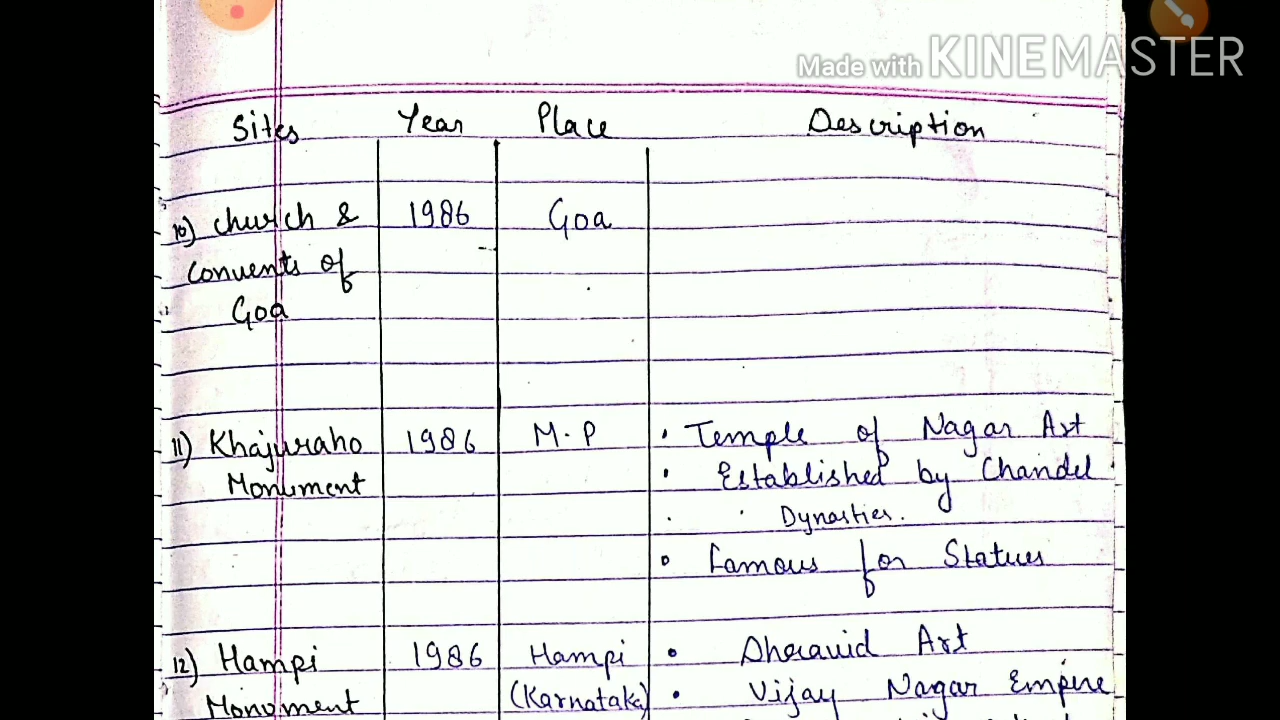 Made with KINEMASTER
Sites Year Place Description
10) Church & 1986 Goa
Convents of
Goa
11) Khajuraho 1986 M.P • Temple of Nagar Art
Monument • Established by Chandel
Dynasties.
• Famous for Statues
12) Hampi 1986 Hampi • Dheravid Art
Monument (Karnataka) • Vijay Nagar Empire